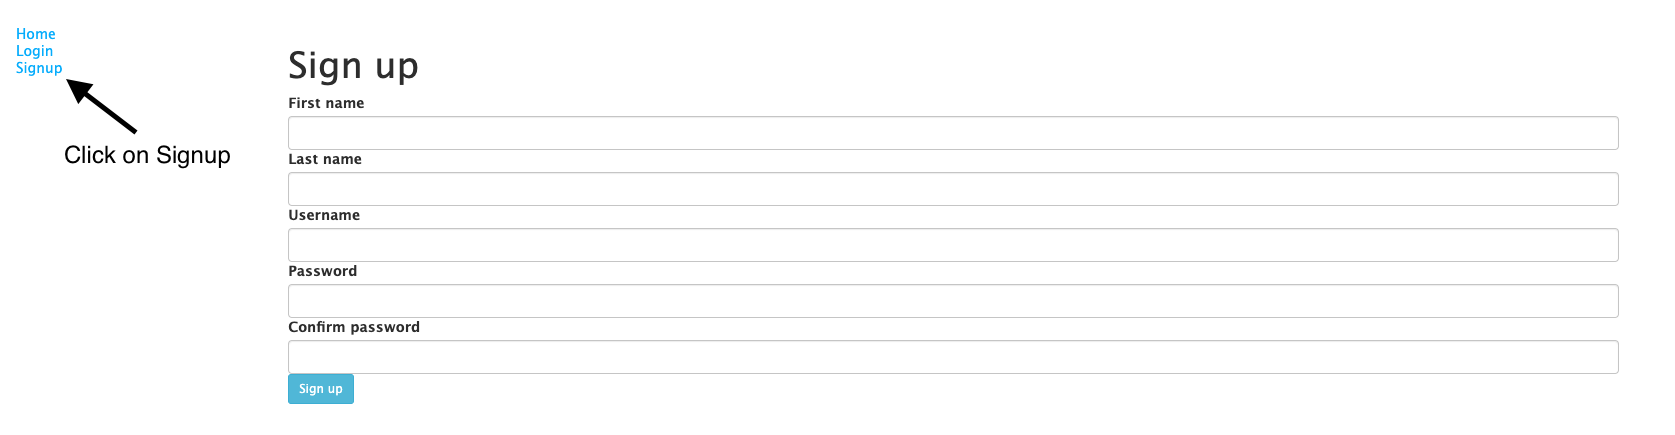 Home
Login
Signup
Click on Signup
Sign up
First name
Last name
Username
Password
Confirm password
Sign up